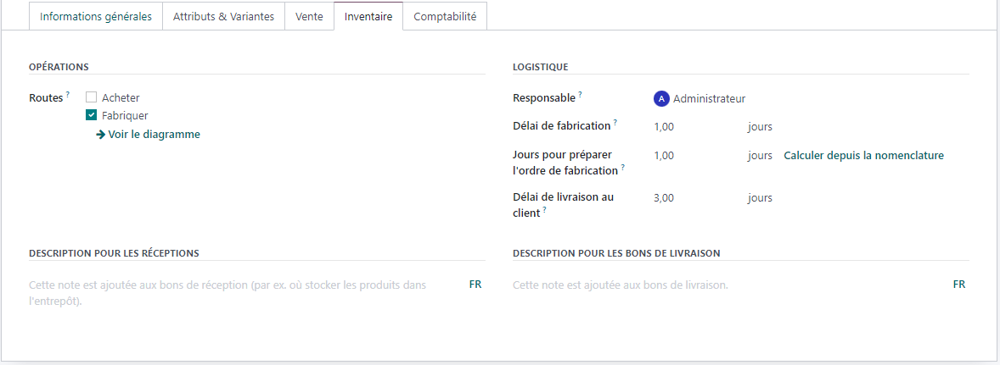 Informations générales
Attributs & Variantes
Vente
Inventaire
Comptabilité
OPÉRATIONS
Routes ?
Acheter
Fabriquer
Voir le diagramme
LOGISTIQUE
Responsable ?
A Administrateur
Délai de fabrication ?
1,00 jours
Jours pour préparer
l'ordre de fabrication ?
1,00 jours Calculer depuis la nomenclature
Délai de livraison au
client ?
3,00 jours
DESCRIPTION POUR LES RÉCEPTIONS
Cette note est ajoutée aux bons de réception (par ex. où stocker les produits dans
l'entrepôt).
FR
DESCRIPTION POUR LES BONS DE LIVRAISON
Cette note est ajoutée aux bons de livraison.
FR